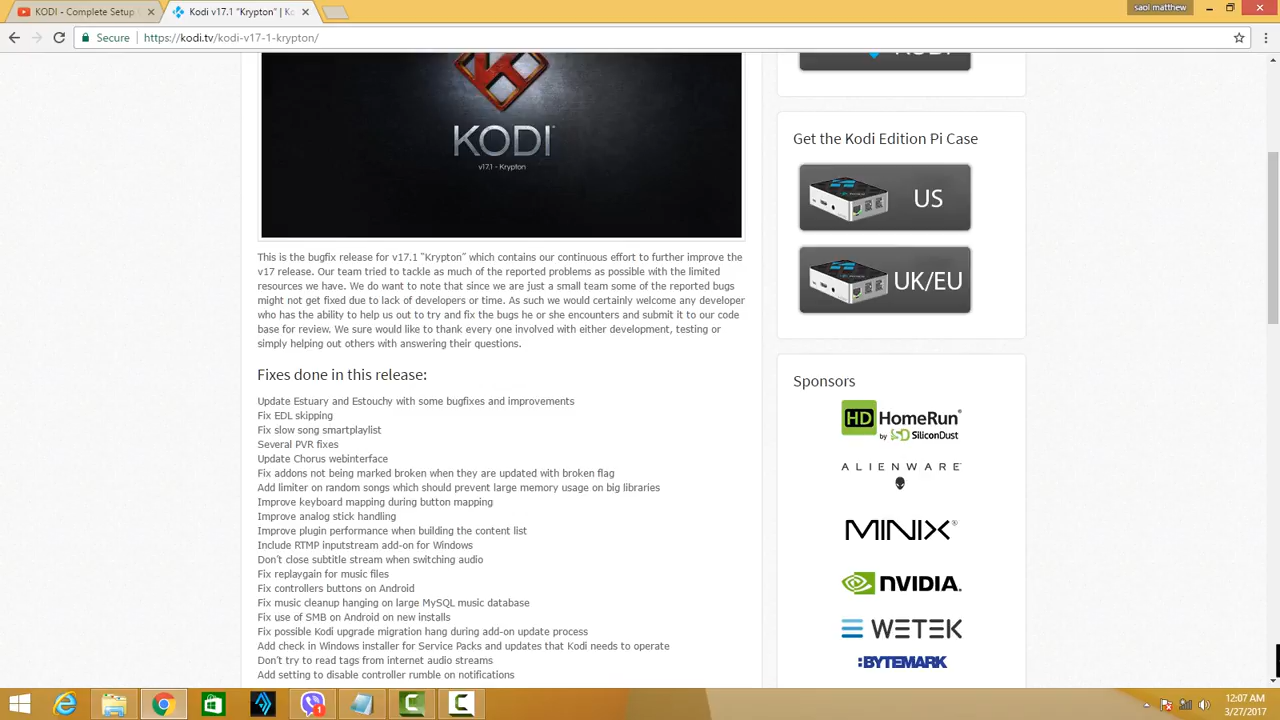 KODI - Complete Setup
Kodi v17.1 "Krypton" | Ko
saol matthew
Secure
https://kodi.tv/kodi-v17-1-krypton/
KODI
v17.1 - Krypton
This is the bugfix release for v17.1 "Krypton" which contains our continuous effort to further improve the
v17 release. Our team tried to tackle as much of the reported problems as possible with the limited
resources we have. We do want to note that since we are just a small team some of the reported bugs
might not get fixed due to lack of developers or time. As such we would certainly welcome any developer
who has the ability to help us out to try and fix the bugs he or she encounters and submit it to our code
base for review. We sure would like to thank every one involved with either development, testing or
simply helping out others with answering their questions.
Fixes done in this release:
Update Estuary and Estouchy with some bugfixes and improvements
Fix EDL skipping
Fix slow song smartplaylist
Several PVR fixes
Update Chorus webinterface
Fix addons not being marked broken when they are updated with broken flag
Add limiter on random songs which should prevent large memory usage on big libraries
Improve keyboard mapping during button mapping
Improve analog stick handling
Improve plugin performance when building the content list
Include RTMP inputstream add-on for Windows
Don't close subtitle stream when switching audio
Fix replaygain for music files
Fix controllers buttons on Android
Fix music cleanup hanging on large MySQL music database
Fix use of SMB on Android on new installs
Fix possible Kodi upgrade migration hang during add-on update process
Add check in Windows installer for Service Packs and updates that Kodi needs to operate
Don't try to read tags from internet audio streams
Add setting to disable controller rumble on notifications
KODI
Get the Kodi Edition Pi Case
US
UK/EU
Sponsors
HD HomeRun®
by SD SiliconDust
ALIENWARE
MINIX®
NVIDIA.
WETEK
:BYTEMARK
1
12:07 AM
3/27/2017